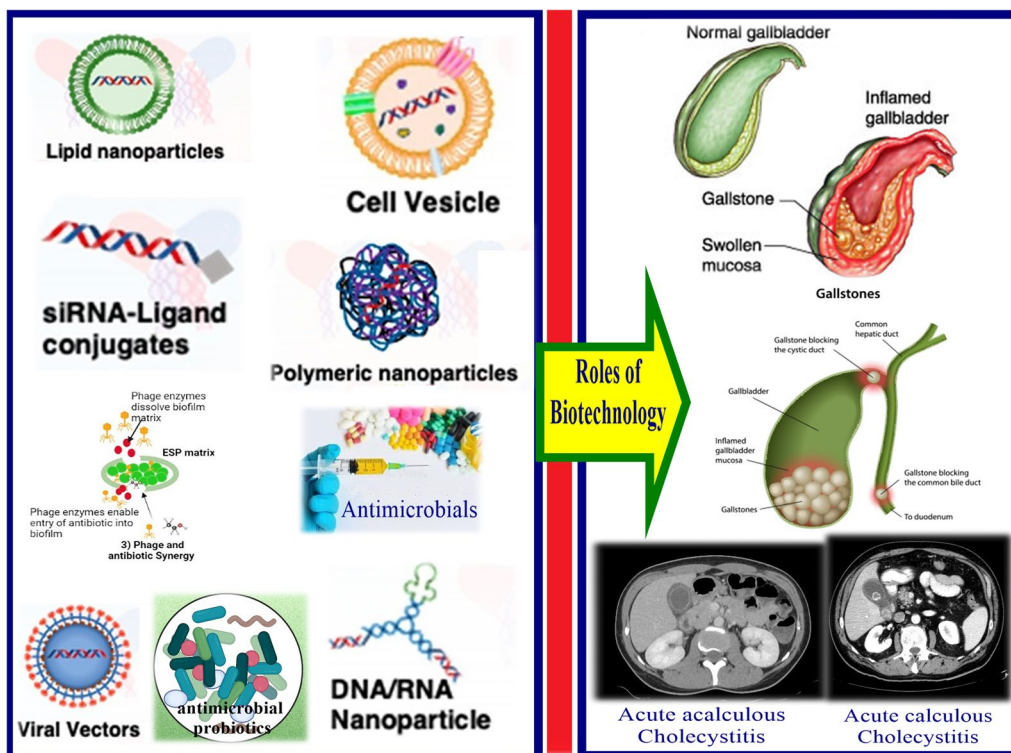 Lipid nanoparticles
Cell Vesicle
siRNA-Ligand
conjugates
Polymeric nanoparticles
Phage enzymes
dissolve biofilm
matrix
ESP matrix
Phage enzymes enable
entry of antibiotic into
biofilm
3) Phage and
antibiotic Synergy
Antimicrobials
Viral Vectors
antimicrobial
probiotics
DNA/RNA
Nanoparticle
Roles of
Biotechnology
Normal gallbladder
Inflamed
gallbladder
Gallstone
Swollen
mucosa
Gallstones
Common
hepatic duct
Gallstone blocking
the cystic duct
Gallbladder
Inflamed
gallbladder
mucosa
Gallstones
Gallstone blocking
the common bile duct
To duodenum
Acute acalculous
Cholecystitis
Acute calculous
Cholecystitis